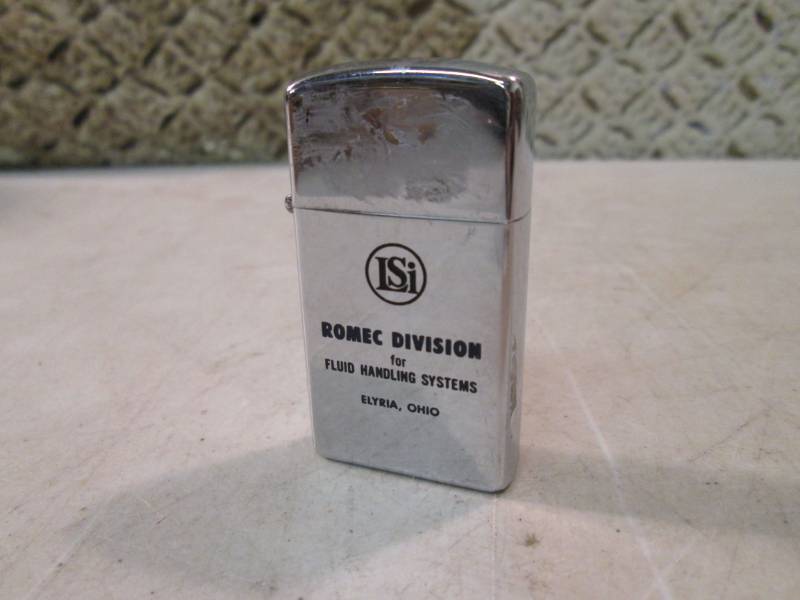 LSi
ROMEC DIVISION
for
FLUID HANDLING SYSTEMS
ELYRIA, OHIO